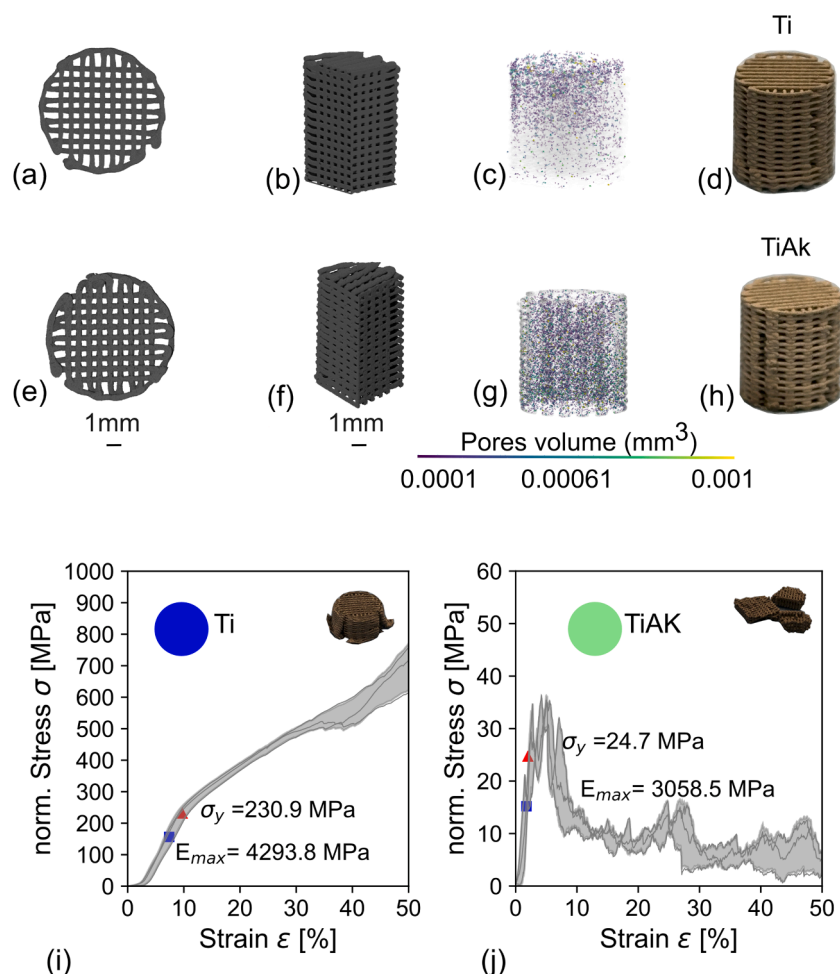 Ti
(a)
(b)
(c)
(d)
TiAk
(e)
(f)
(g)
(h)
1mm
1mm
Pores volume (mm³)
0.0001 0.00061 0.001
1000
900
800
700
600
500
400
300
200
100
0
0 10 20 30 40 50
norm. Stress σ [MPa]
Strain ε [%]
Ti
σy =230.9 MPa
Emax= 4293.8 MPa
(i)
60
50
40
30
20
10
0
0 10 20 30 40 50
norm. Stress σ [MPa]
Strain ε [%]
TiAK
σy =24.7 MPa
Emax= 3058.5 MPa
(j)